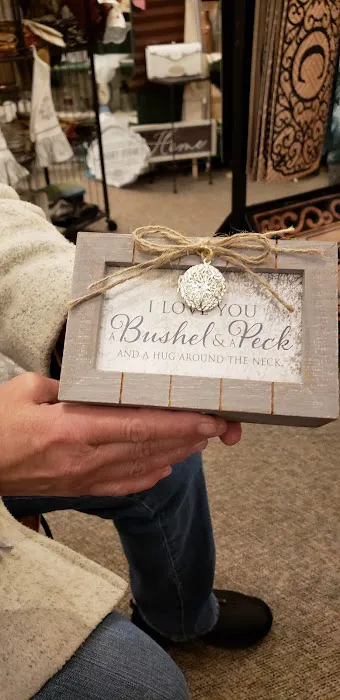 Home
I LOVE YOU
A Bushel & A Peck
AND A HUG AROUND THE NECK.